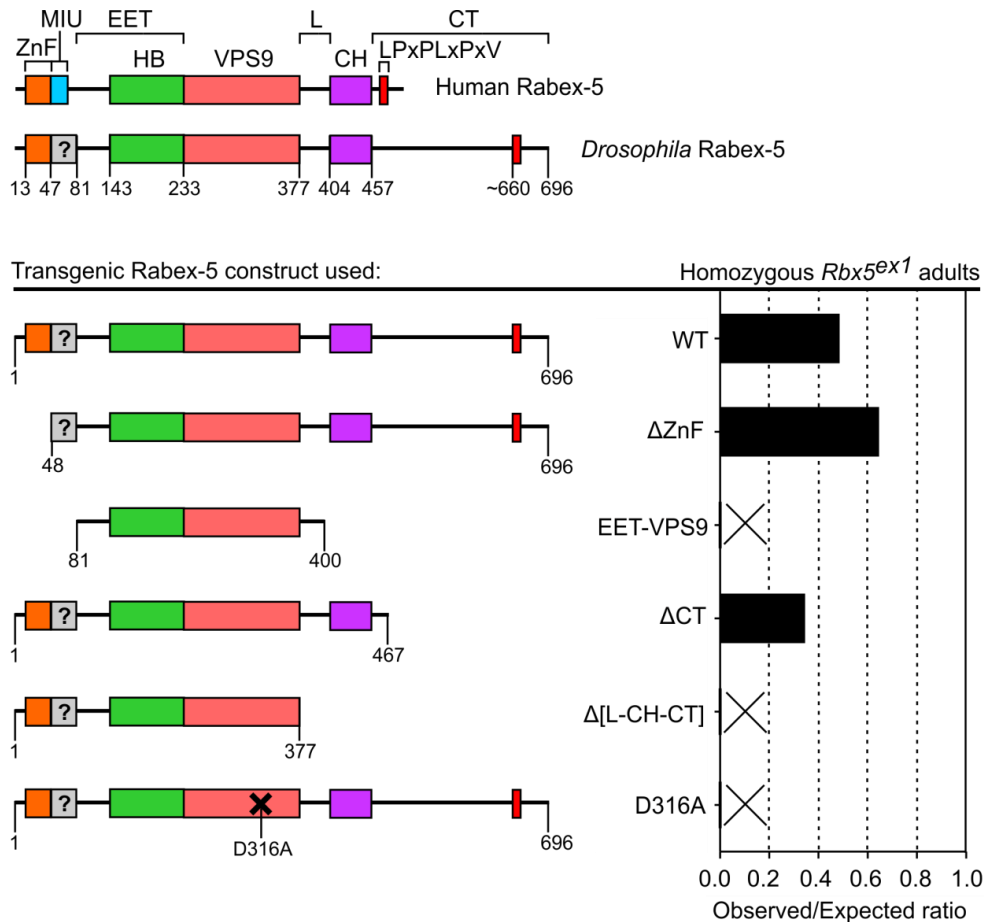 MIU EET L CT
ZnF HB VPS9 CH LPxPLxPxV
Human Rabex-5
? Drosophila Rabex-5
13 47 81 143 233 377 404 457 ~660 696
Transgenic Rabex-5 construct used: Homozygous Rbx5ex1 adults
? WT
1 696
? ΔZnF
48 696
EET-VPS9
81 400
? ΔCT
1 467
? Δ[L-CH-CT]
1 377
? D316A
1 D316A 696
0.0 0.2 0.4 0.6 0.8 1.0
Observed/Expected ratio